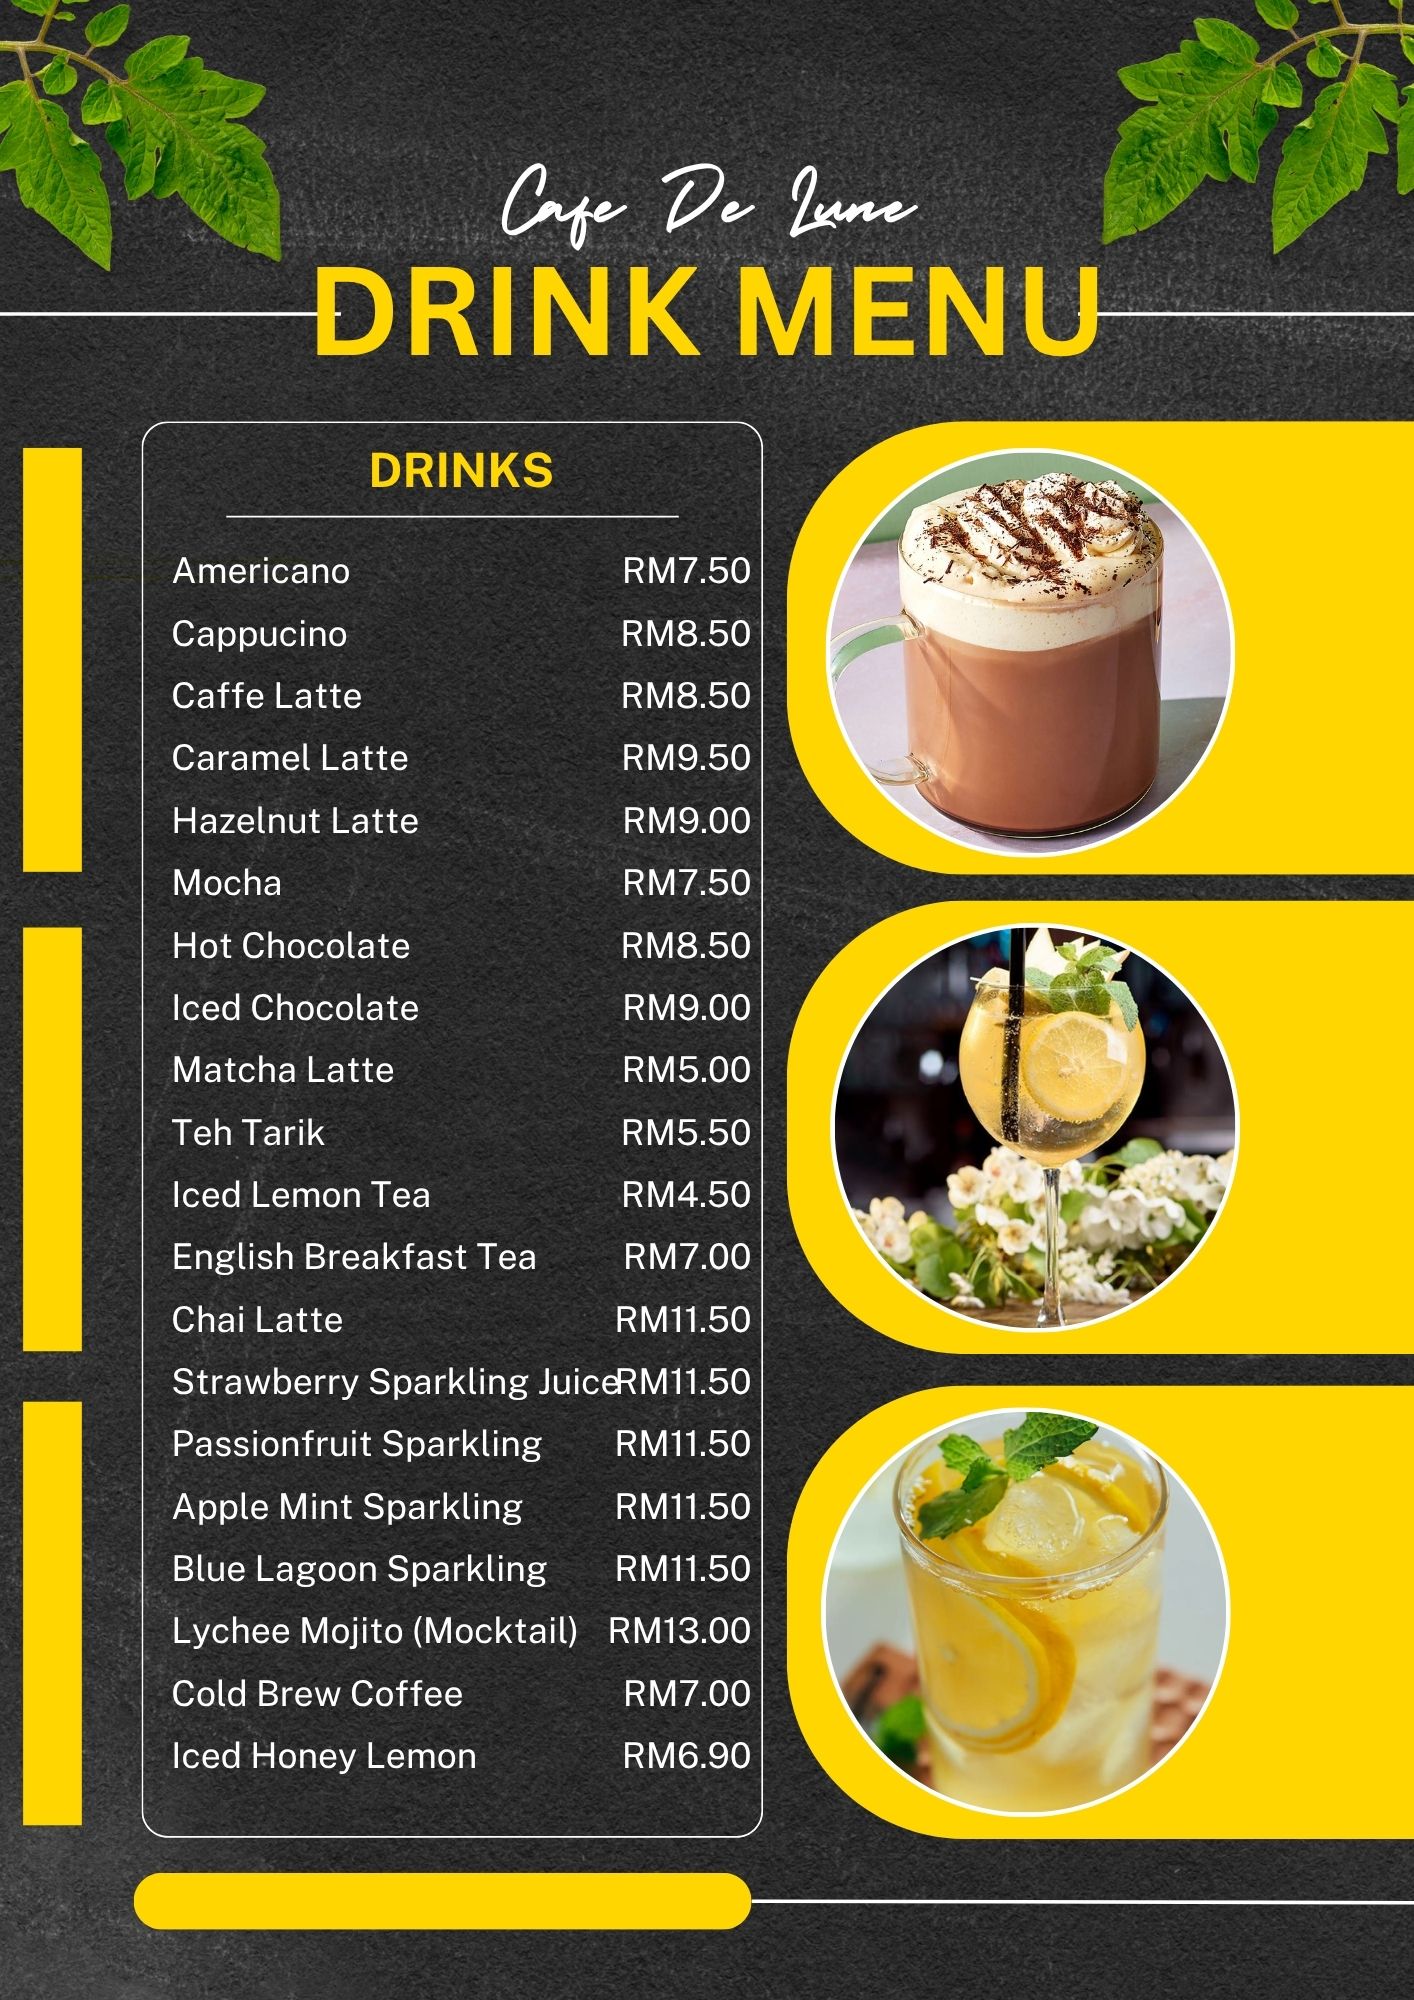 Cafe De Lune
DRINK MENU
DRINKS
Americano RM7.50
Cappucino RM8.50
Caffe Latte RM8.50
Caramel Latte RM9.50
Hazelnut Latte RM9.00
Mocha RM7.50
Hot Chocolate RM8.50
Iced Chocolate RM9.00
Matcha Latte RM5.00
Teh Tarik RM5.50
Iced Lemon Tea RM4.50
English Breakfast Tea RM7.00
Chai Latte RM11.50
Strawberry Sparkling Juice RM11.50
Passionfruit Sparkling RM11.50
Apple Mint Sparkling RM11.50
Blue Lagoon Sparkling RM11.50
Lychee Mojito (Mocktail) RM13.00
Cold Brew Coffee RM7.00
Iced Honey Lemon RM6.90